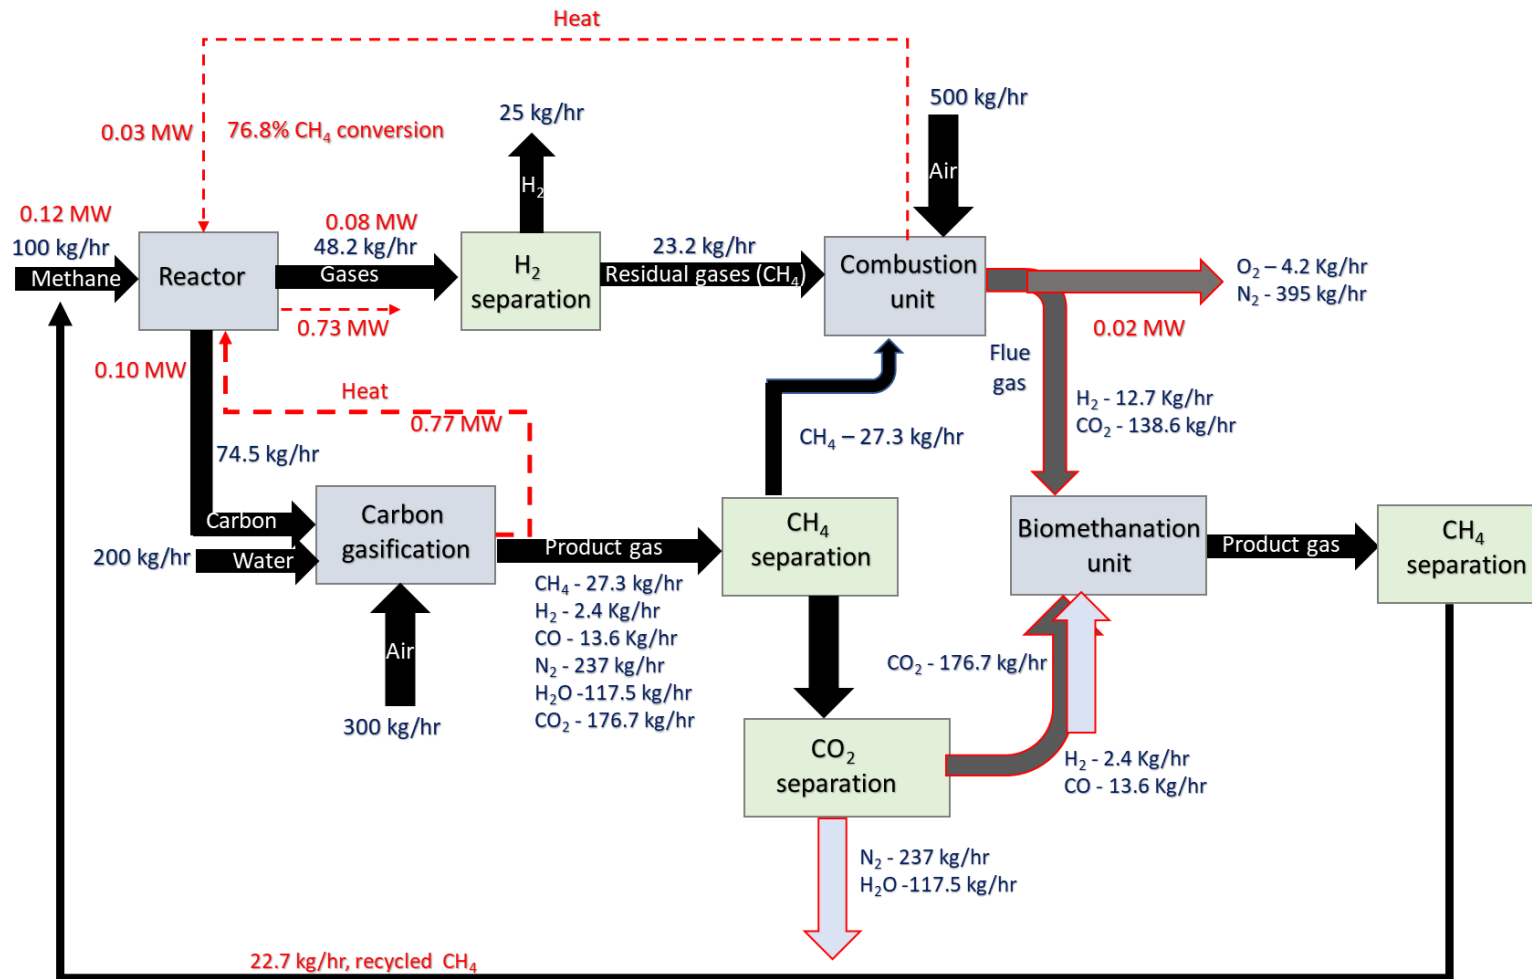 Heat
25 kg/hr
500 kg/hr
0.03 MW
76.8% CH₄ conversion
H₂
Air
0.12 MW
100 kg/hr
Methane
Reactor
0.08 MW
48.2 kg/hr
Gases
0.73 MW
H₂
separation
23.2 kg/hr
Residual gases (CH₄)
Combustion
unit
O₂ – 4.2 Kg/hr
N₂ - 395 kg/hr
0.02 MW
Flue
gas
0.10 MW
Heat
0.77 MW
H₂ - 12.7 Kg/hr
CO₂ - 138.6 kg/hr
CH₄ – 27.3 kg/hr
74.5 kg/hr
Carbon
200 kg/hr
Water
Carbon
gasification
Product gas
CH₄
separation
Biomethanation
unit
Product gas
CH₄
separation
CH₄ - 27.3 kg/hr
H₂ - 2.4 Kg/hr
CO - 13.6 Kg/hr
N₂ - 237 kg/hr
H₂O -117.5 kg/hr
CO₂ - 176.7 kg/hr
Air
300 kg/hr
CO₂ - 176.7 kg/hr
CO₂
separation
H₂ - 2.4 Kg/hr
CO - 13.6 Kg/hr
N₂ - 237 kg/hr
H₂O -117.5 kg/hr
22.7 kg/hr, recycled CH₄